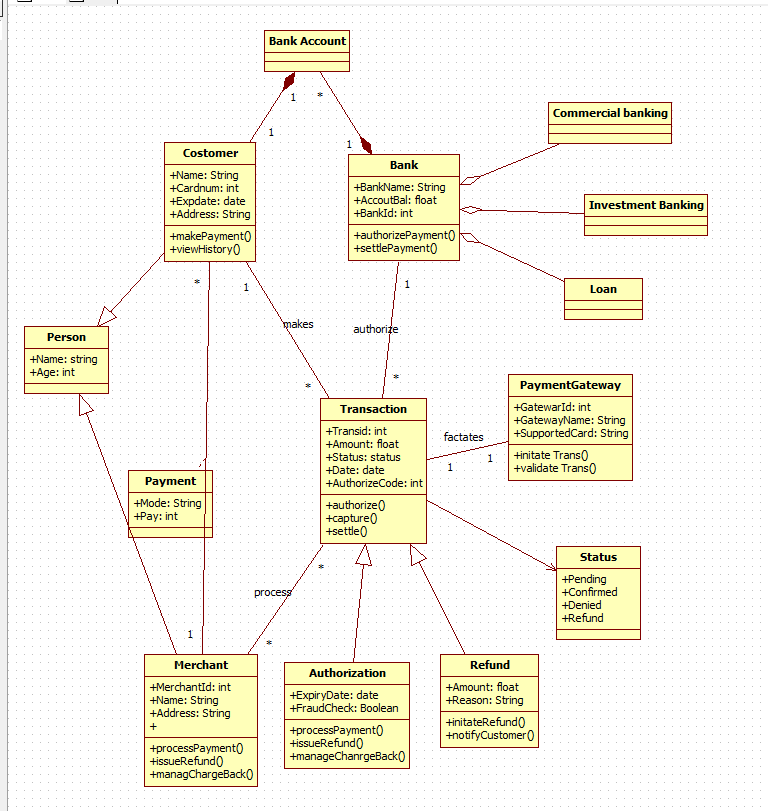 Bank Account
1
*
1
1
Costomer
+Name: String
+Cardnum: int
+Expdate: date
+Address: String
+makePayment()
+viewHistory()
Bank
+BankName: String
+AccoutBal: float
+BankId: int
+authorizePayment()
+settlePayment()
Commercial banking
Investment Banking
Loan
*
1
1
makes
authorize
*
*
Person
+Name: string
+Age: int
Transaction
+Transid: int
+Amount: float
+Status: status
+Date: date
+AuthorizeCode: int
+authorize()
+capture()
+settle()
factates
1
1
PaymentGateway
+GatewarId: int
+GatewayName: String
+SupportedCard: String
+initate Trans()
+validate Trans()
Payment
+Mode: String
+Pay: int
Status
+Pending
+Confirmed
+Denied
+Refund
*
process
1
*
Merchant
+MerchantId: int
+Name: String
+Address: String
+
+processPayment()
+issueRefund()
+managChargeBack()
Authorization
+ExpiryDate: date
+FraudCheck: Boolean
+processPayment()
+issueRefund()
+manageChanrgeBack()
Refund
+Amount: float
+Reason: String
+initateRefund()
+notifyCustomer()